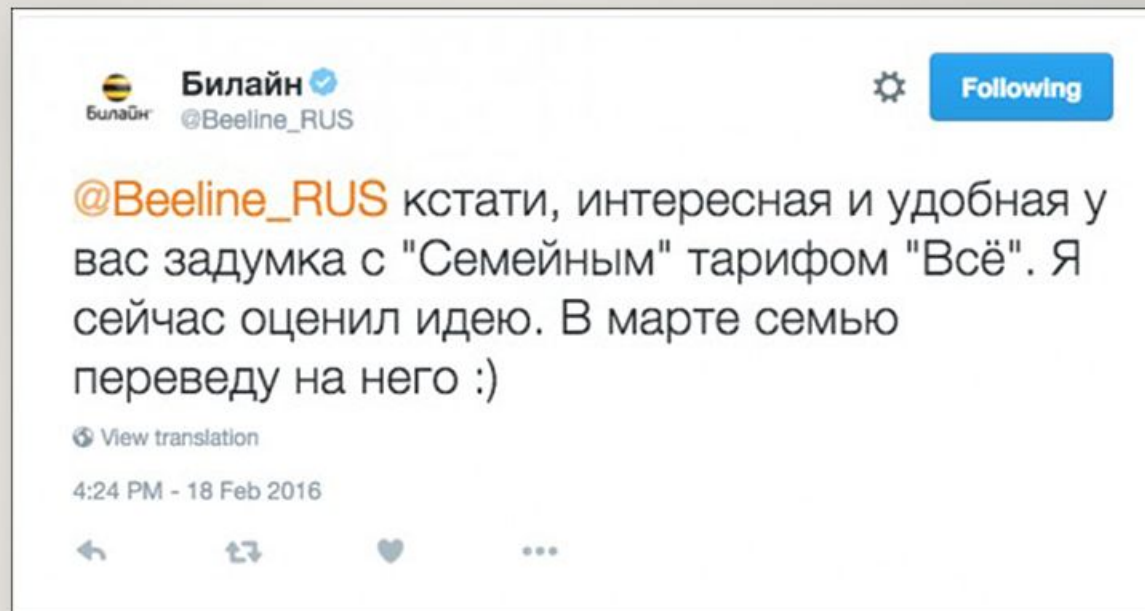 Билайн
Билайн
@Beeline_RUS
Following
@Beeline_RUS кстати, интересная и удобная у
вас задумка с "Семейным" тарифом "Всё". Я
сейчас оценил идею. В марте семью
переведу на него :)
View translation
4:24 PM - 18 Feb 2016